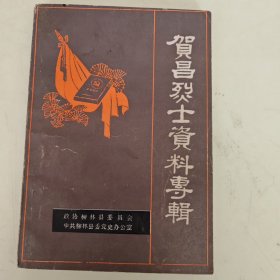 賀昌烈士資料專輯
政协柳林县委员会
中共柳林县委党史办公室